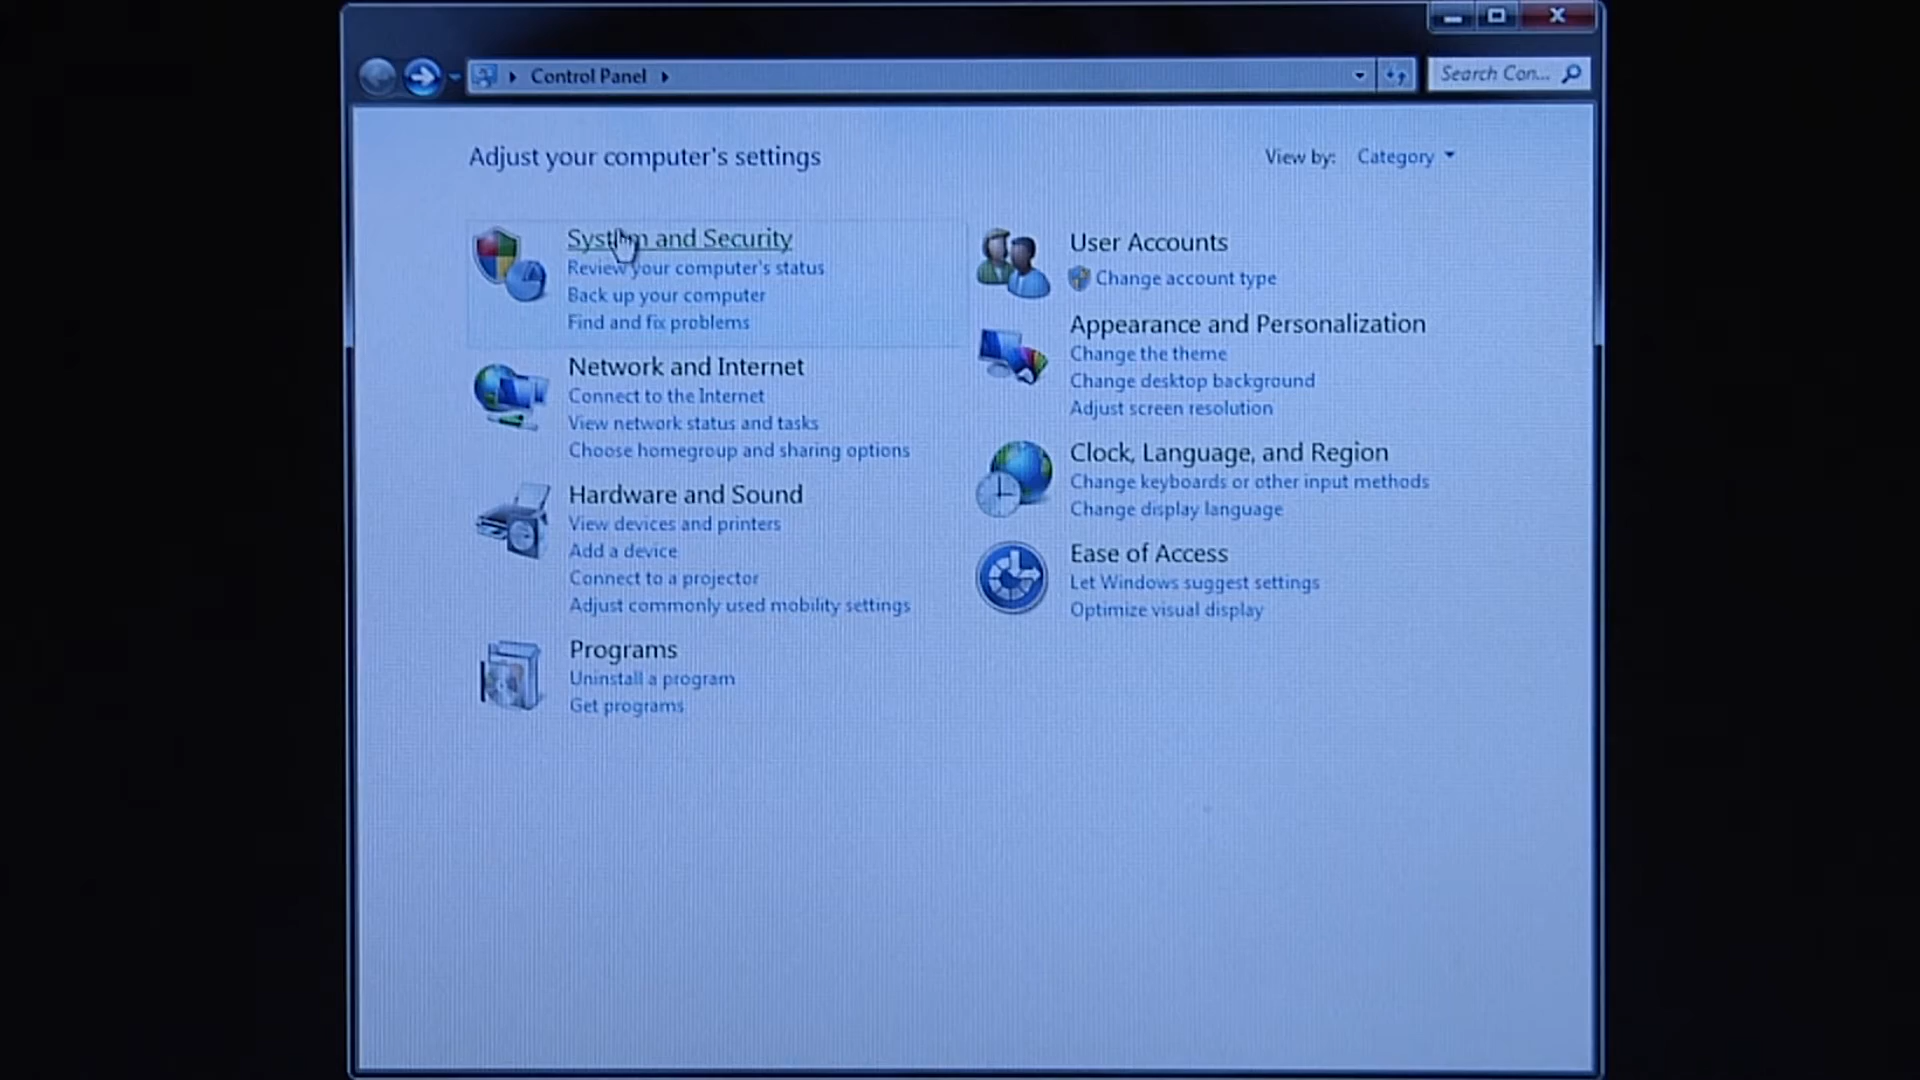 Control Panel
Search Con...
Adjust your computer's settings
View by: Category
System and Security
Review your computer's status
Back up your computer
Find and fix problems
Network and Internet
Connect to the Internet
View network status and tasks
Choose homegroup and sharing options
Hardware and Sound
View devices and printers
Add a device
Connect to a projector
Adjust commonly used mobility settings
Programs
Uninstall a program
Get programs
User Accounts
Change account type
Appearance and Personalization
Change the theme
Change desktop background
Adjust screen resolution
Clock, Language, and Region
Change keyboards or other input methods
Change display language
Ease of Access
Let Windows suggest settings
Optimize visual display